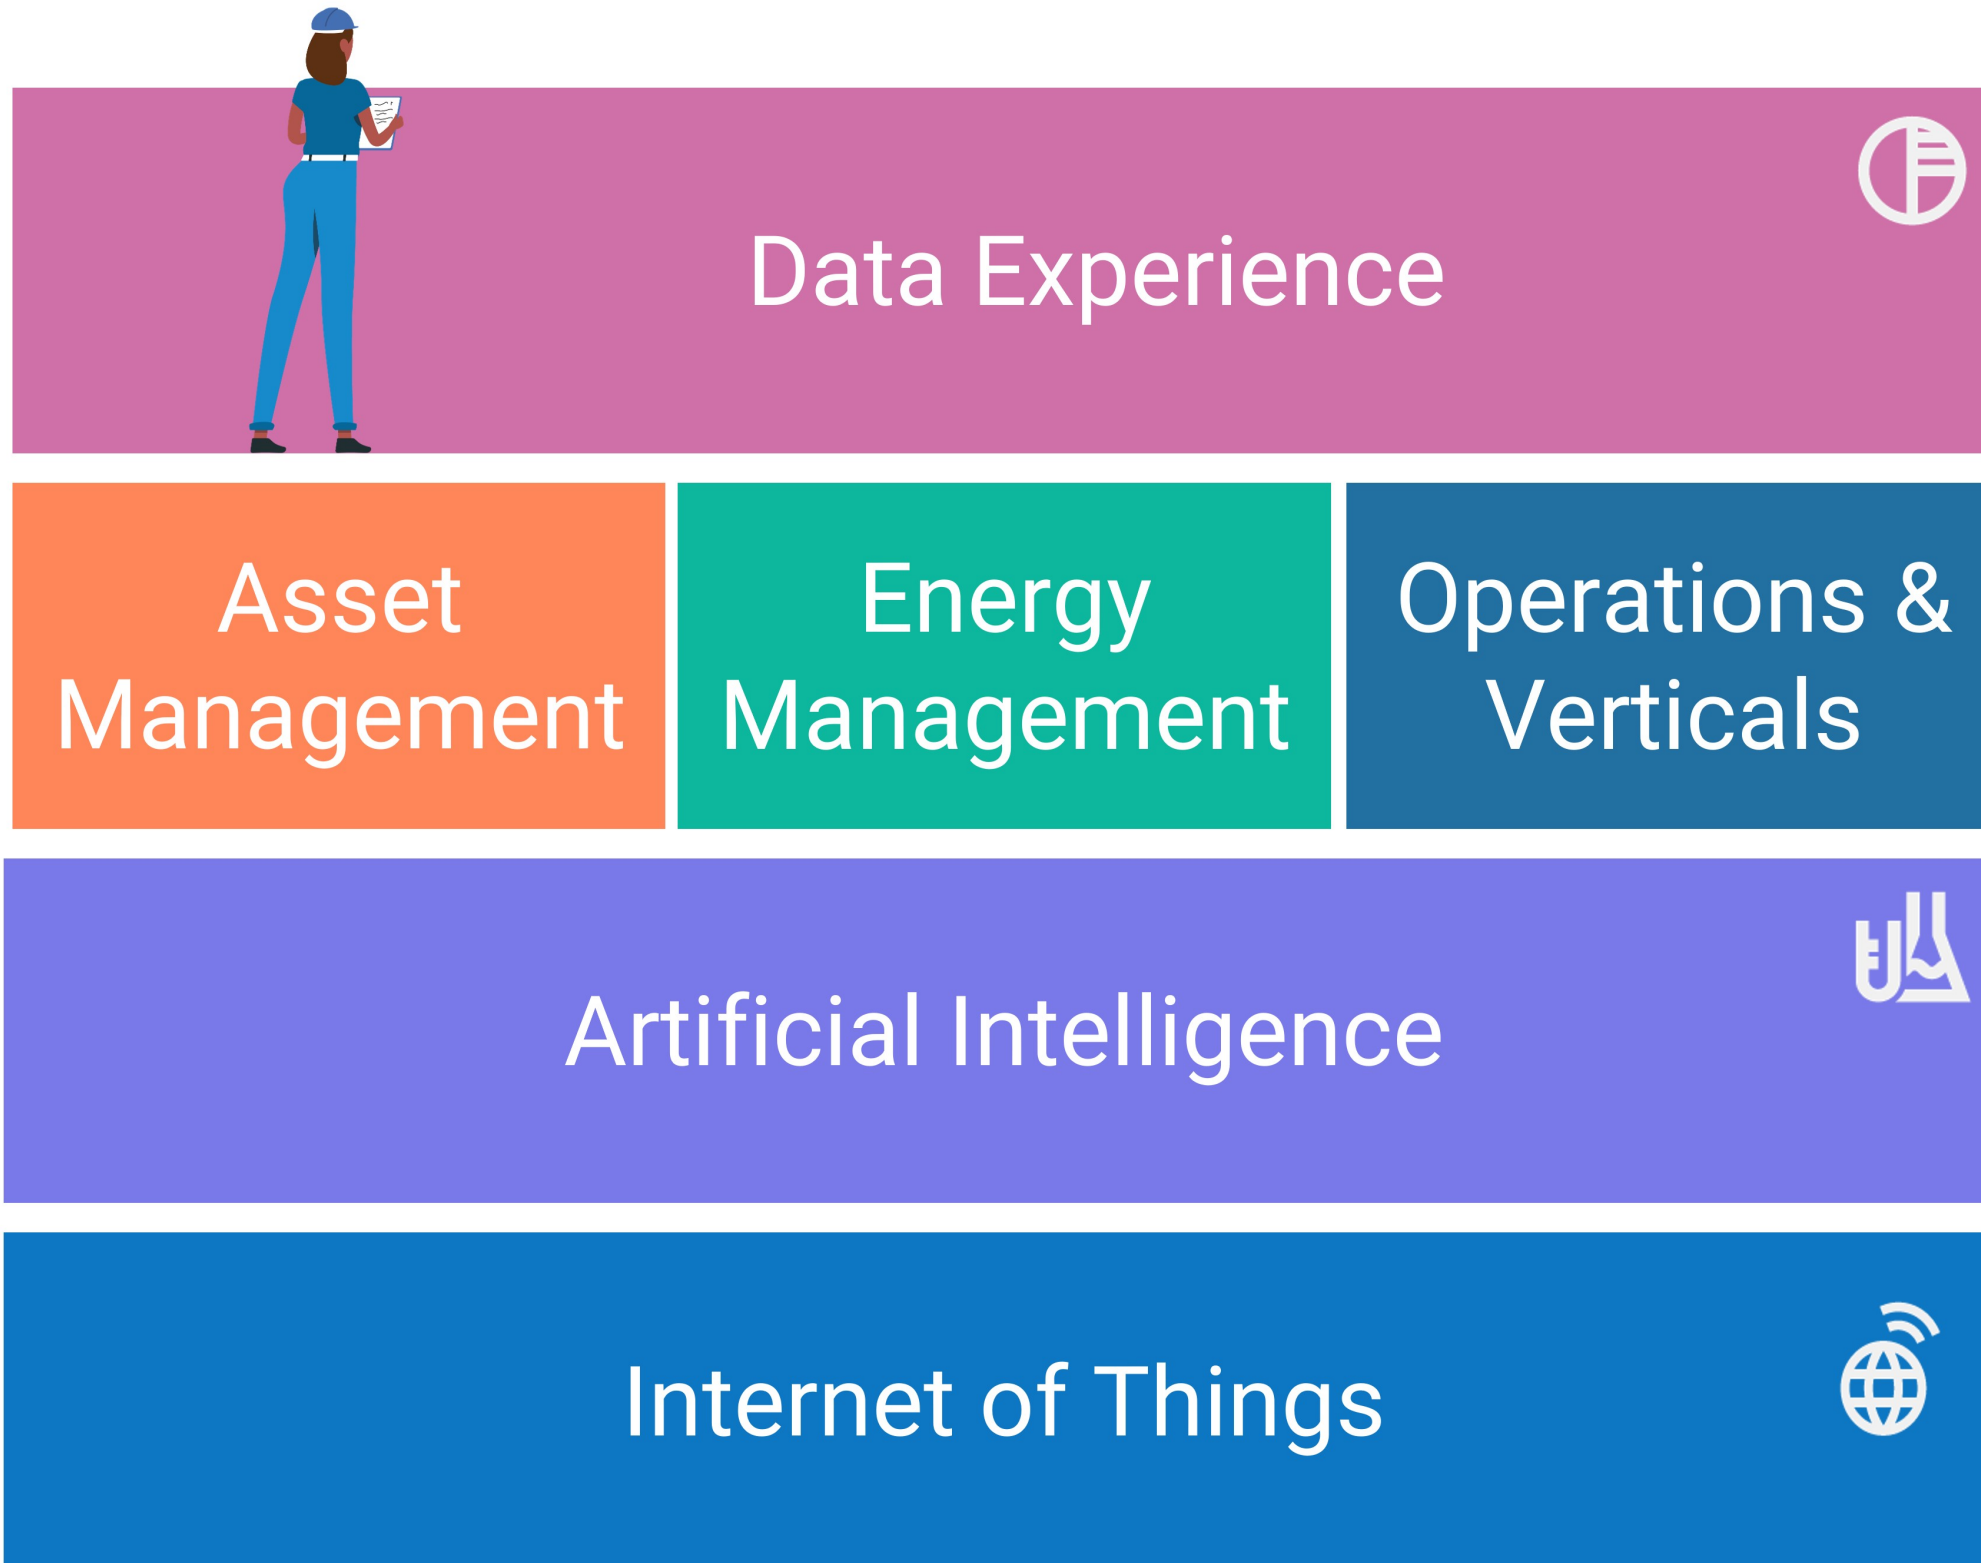 Data Experience
Asset
Management
Energy
Management
Operations &
Verticals
Artificial Intelligence
Internet of Things